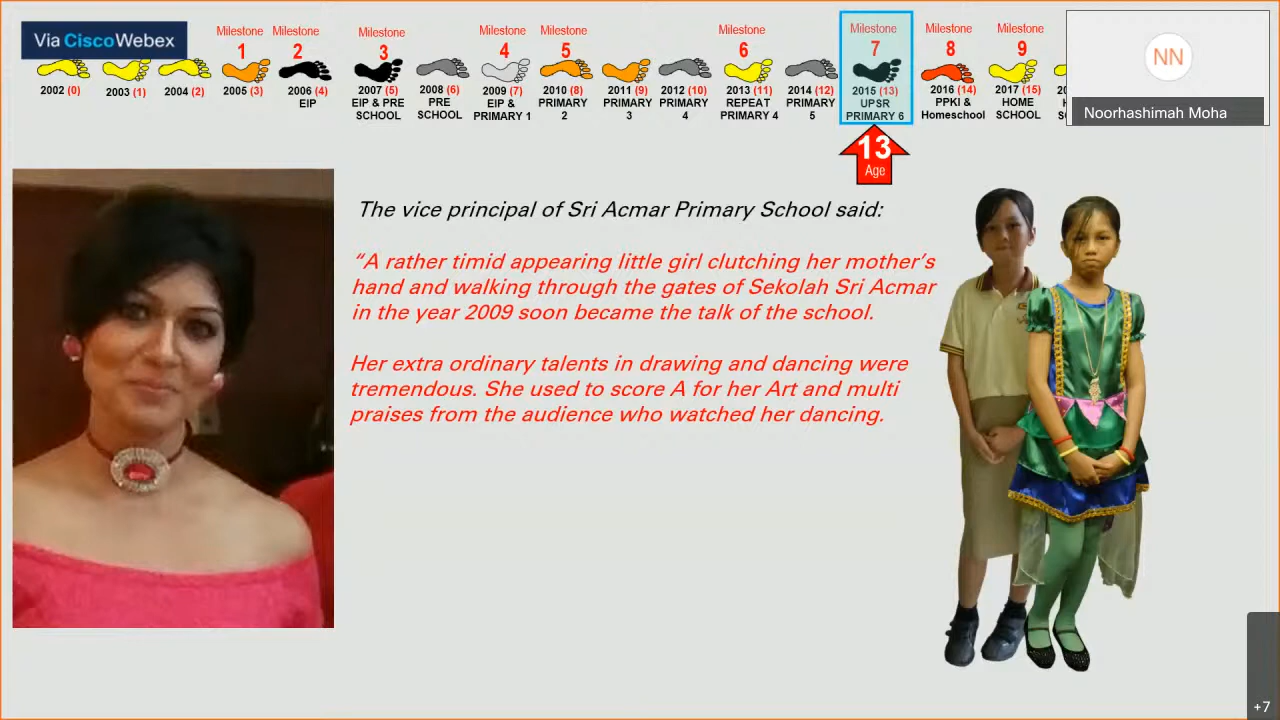 Via Cisco Webex
Milestone Milestone Milestone Milestone Milestone Milestone Milestone Milestone Milestone
1 2 3 4 5 6 7 8 9
2002 (0) 2003 (1) 2004 (2) 2005 (3) 2006 (4) 2007 (5) 2008 (6) 2009 (7) 2010 (8) 2011 (9) 2012 (10) 2013 (11) 2014 (12) 2015 (13) 2016 (14) 2017 (15)
EIP EIP & PRE PRE EIP & PRIMARY PRIMARY PRIMARY REPEAT PRIMARY UPSR PPKI & HOME
SCHOOL SCHOOL PRIMARY 1 2 3 4 PRIMARY 4 5 PRIMARY 6 Homeschool SCHOOL
NN
Noorhashimah Moha
13
Age
The vice principal of Sri Acmar Primary School said:
“A rather timid appearing little girl clutching her mother’s
hand and walking through the gates of Sekolah Sri Acmar
in the year 2009 soon became the talk of the school.
Her extra ordinary talents in drawing and dancing were
tremendous. She used to score A for her Art and multi
praises from the audience who watched her dancing.
+7